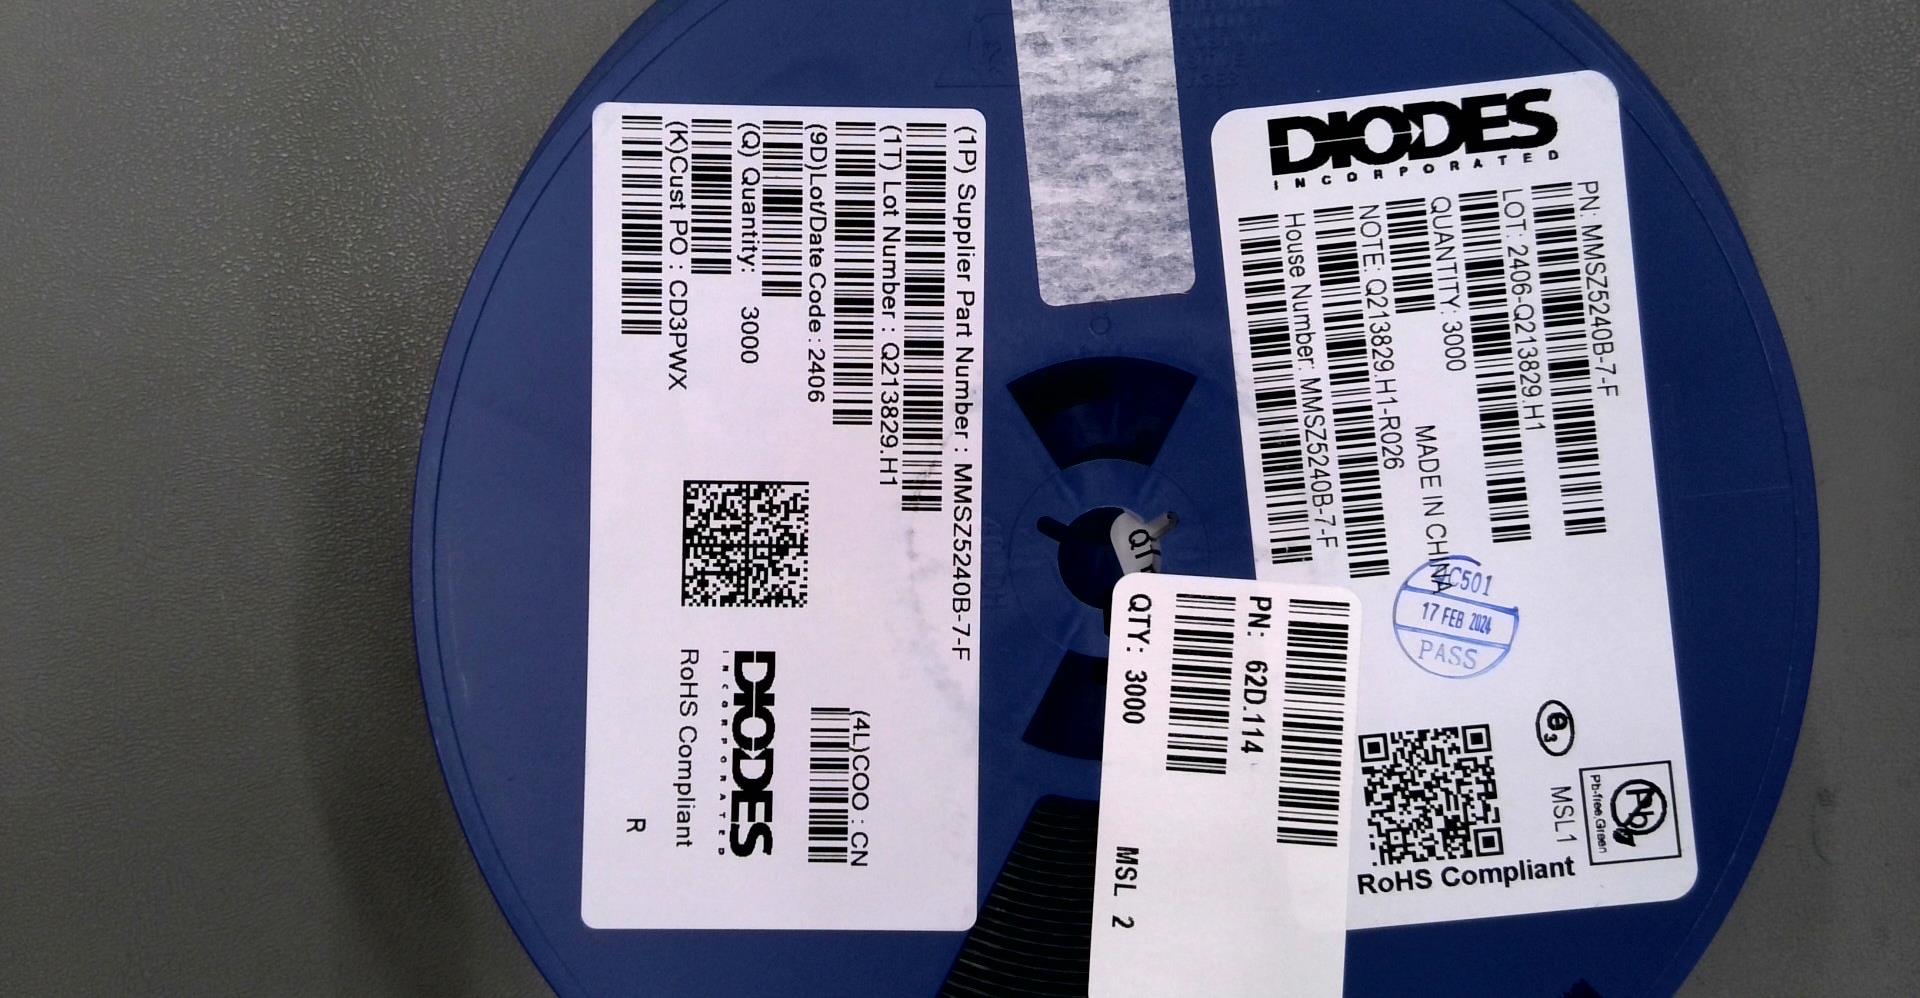 (1P) Supplier Part Number : MMSZ5240B-7-F
(1T) Lot Number : Q213829.H1
(9D)Lot/Date Code : 2406
(Q) Quantity: 3000
(K)Cust PO : CD3PWX
(4L)COO : CN
DIODES
INCORPORATED
RoHS Compliant
R
DIODES
INCORPORATED
PN: MMSZ5240B-7-F
LOT: 2406-Q213829.H1
QUANTITY: 3000
MADE IN CHINA
NOTE: Q213829.H1-R026
House Number: MMSZ5240B-7-F
C501
17 FEB 2024
PASS
e3
MSL1
Pb
Pb-free,Green
RoHS Compliant
PN: 62D.114
QTY: 3000
MSL 2